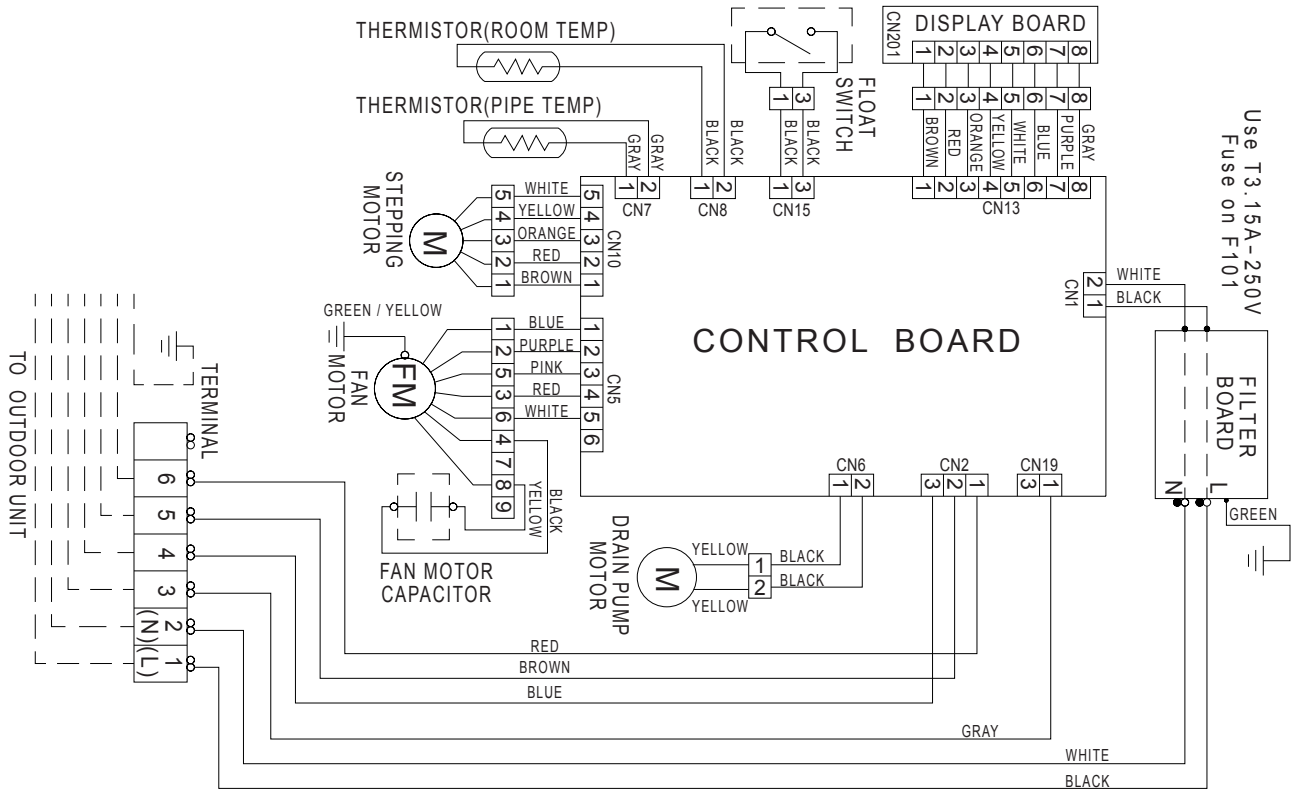 THERMISTOR(ROOM TEMP)
THERMISTOR(PIPE TEMP)
FLOAT
SWITCH
1 3
BLACK
BLACK
CN201
DISPLAY BOARD
1 2 3 4 5 6 7 8
1 2 3 4 5 6 7 8
BROWN
RED
ORANGE
YELLOW
WHITE
BLUE
PURPLE
GRAY
1 2 3 4 5 6 7 8
CN13
Use T3.15A-250V
Fuse on F101
GRAY
GRAY
1 2
CN7
BLACK
BLACK
1 2
CN8
1 3
CN15
STEPPING
MOTOR
M
5 WHITE 5
4 YELLOW 4
3 ORANGE 3
2 RED 2
1 BROWN 1
CN10
GREEN / YELLOW
FAN
MOTOR
FM
1 BLUE 1
2 PURPLE 2
5 PINK 3
3 RED 4
6 WHITE 5
4 6
7
8
9
CN5
BLACK
YELLOW
FAN MOTOR
CAPACITOR
CONTROL BOARD
CN1
2 WHITE
1 BLACK
FILTER
BOARD
N L
GREEN
CN6
1 2
CN2
3 2 1
CN19
3 1
DRAIN PUMP
MOTOR
M
YELLOW 1 BLACK
YELLOW 2 BLACK
TO OUTDOOR UNIT
TERMINAL
6
5
4
3
2
(N)
1
(L)
RED
BROWN
BLUE
GRAY
WHITE
BLACK